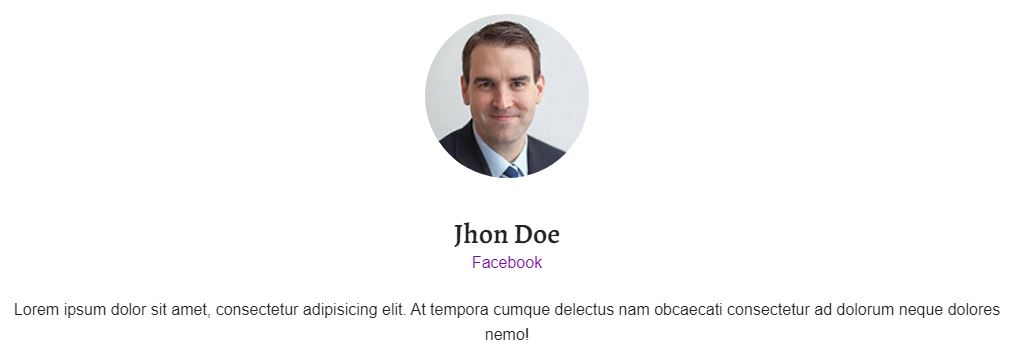 Jhon Doe
Facebook
Lorem ipsum dolor sit amet, consectetur adipisicing elit. At tempora cumque delectus nam obcaecati consectetur ad dolorum neque dolores
nemo!